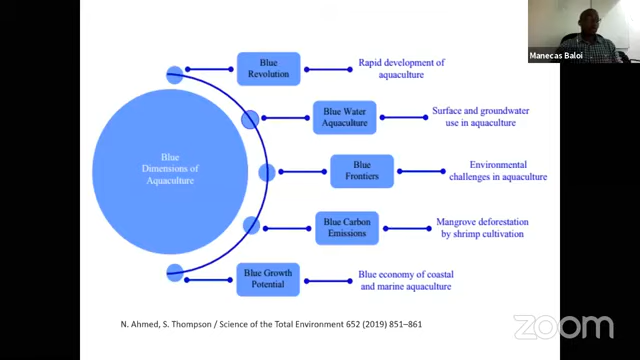 Manecas Baloi
Blue
Revolution
Rapid development of
aquaculture
Blue Water
Aquaculture
Surface and groundwater
use in aquaculture
Blue
Dimensions of
Aquaculture
Blue
Frontiers
Environmental
challenges in aquaculture
Blue Carbon
Emissions
Mangrove deforestation
by shrimp cultivation
Blue Growth
Potential
Blue economy of coastal
and marine aquaculture
N. Ahmed, S. Thompson / Science of the Total Environment 652 (2019) 851–861
zoom